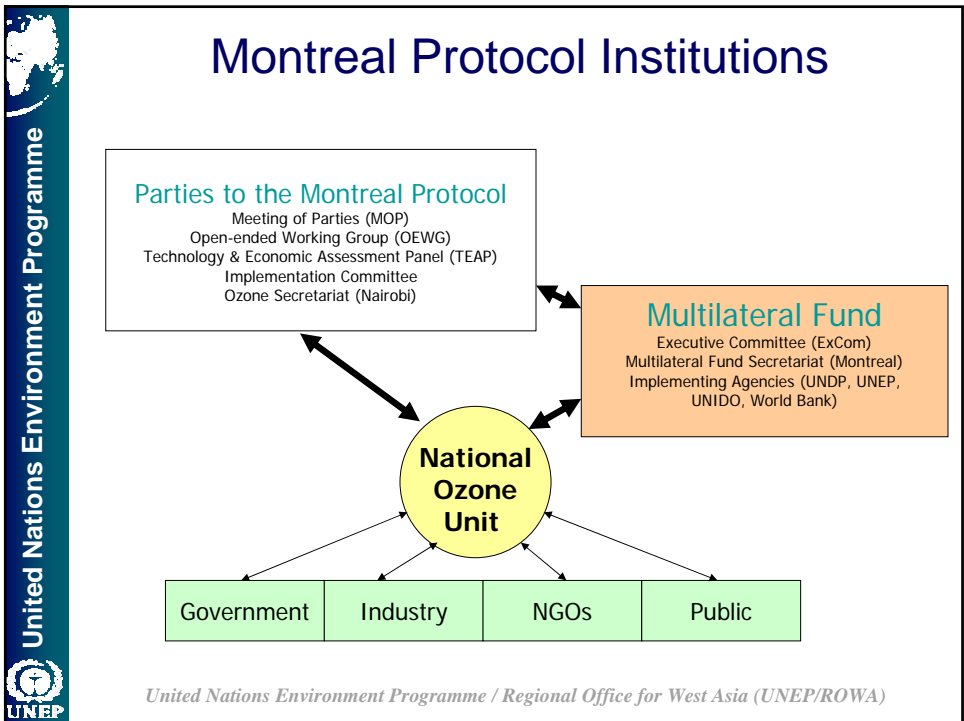 Montreal Protocol Institutions
United Nations Environment Programme
Parties to the Montreal Protocol
Meeting of Parties (MOP)
Open-ended Working Group (OEWG)
Technology & Economic Assessment Panel (TEAP)
Implementation Committee
Ozone Secretariat (Nairobi)
Multilateral Fund
Executive Committee (ExCom)
Multilateral Fund Secretariat (Montreal)
Implementing Agencies (UNDP, UNEP,
UNIDO, World Bank)
National
Ozone
Unit
Government
Industry
NGOs
Public
United Nations Environment Programme / Regional Office for West Asia (UNEP/ROWA)
UNEP